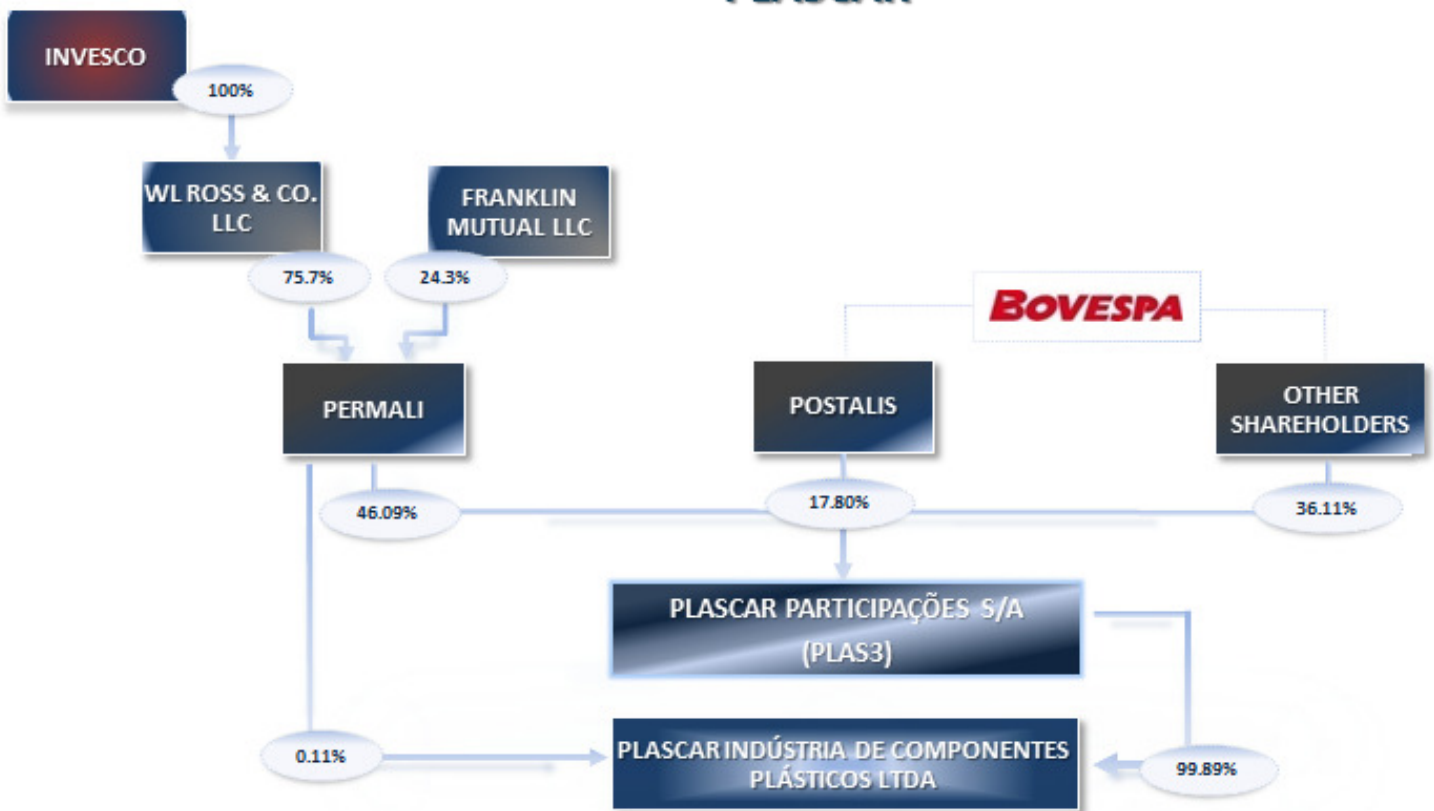 INVESCO
100%
WL ROSS & CO.
LLC
FRANKLIN
MUTUAL LLC
75.7%
24.3%
BOVESPA
PERMALI
POSTALIS
OTHER
SHAREHOLDERS
46.09%
17.80%
36.11%
PLASCAR PARTICIPAÇÕES S/A
(PLAS3)
0.11%
PLASCAR INDÚSTRIA DE COMPONENTES
PLÁSTICOS LTDA
99.89%